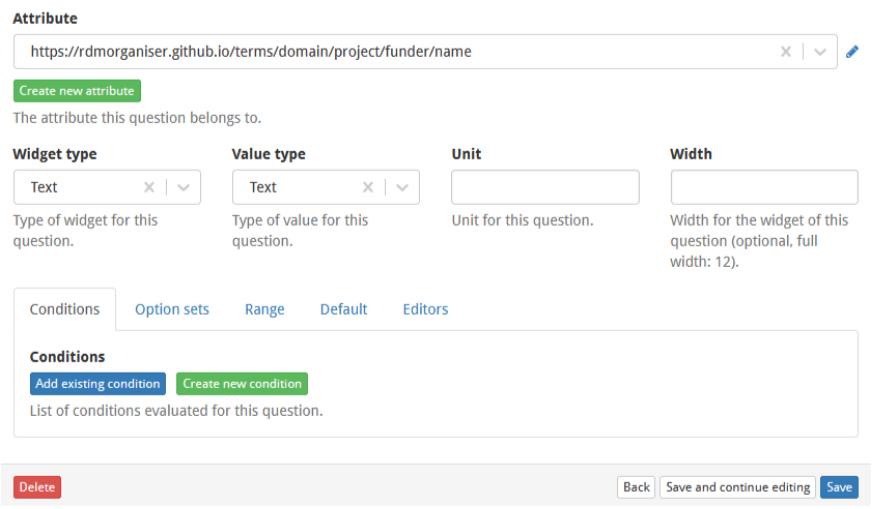 Attribute
https://rdmorganiser.github.io/terms/domain/project/funder/name
Create new attribute
The attribute this question belongs to.
Widget type Value type Unit Width
Text Text
Type of widget for this question. Type of value for this question. Unit for this question. Width for the widget of this question (optional, full width: 12).
Conditions Option sets Range Default Editors
Conditions
Add existing condition Create new condition
List of conditions evaluated for this question.
Delete Back Save and continue editing Save